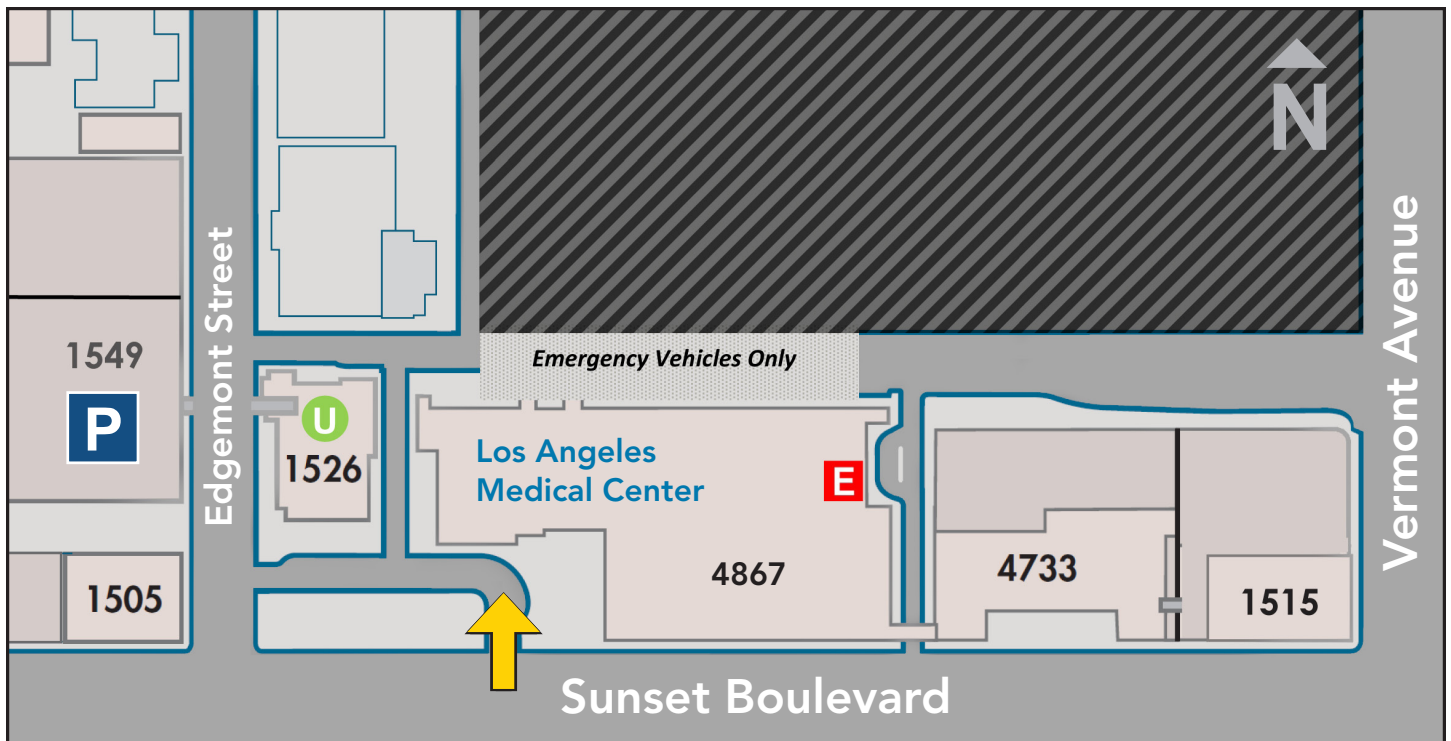 N
Vermont Avenue
Edgemont Street
1549
P
Emergency Vehicles Only
U
1526
Los Angeles
Medical Center
E
4867
4733
1505
1515
Sunset Boulevard